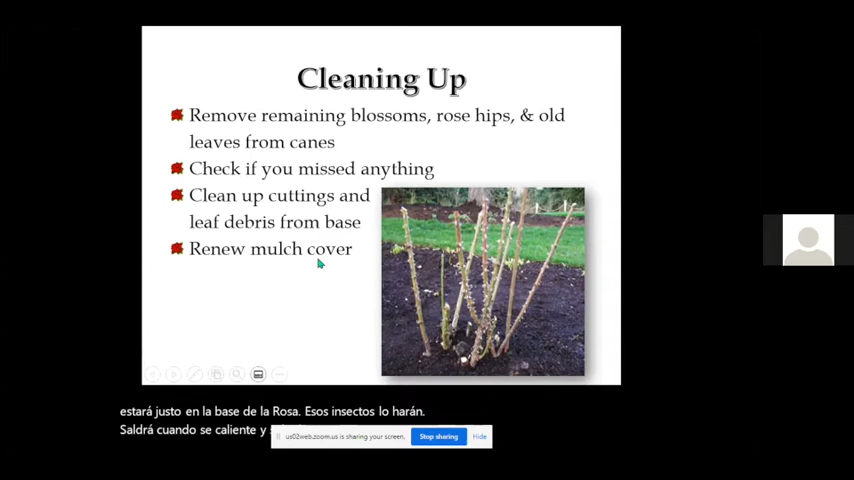 Cleaning Up
Remove remaining blossoms, rose hips, & old
leaves from canes
Check if you missed anything
Clean up cuttings and
leaf debris from base
Renew mulch cover
estará justo en la base de la Rosa. Esos insectos lo harán.
Saldrá cuando se caliente y
us02web.zoom.us is sharing your screen.
Stop sharing
Hide